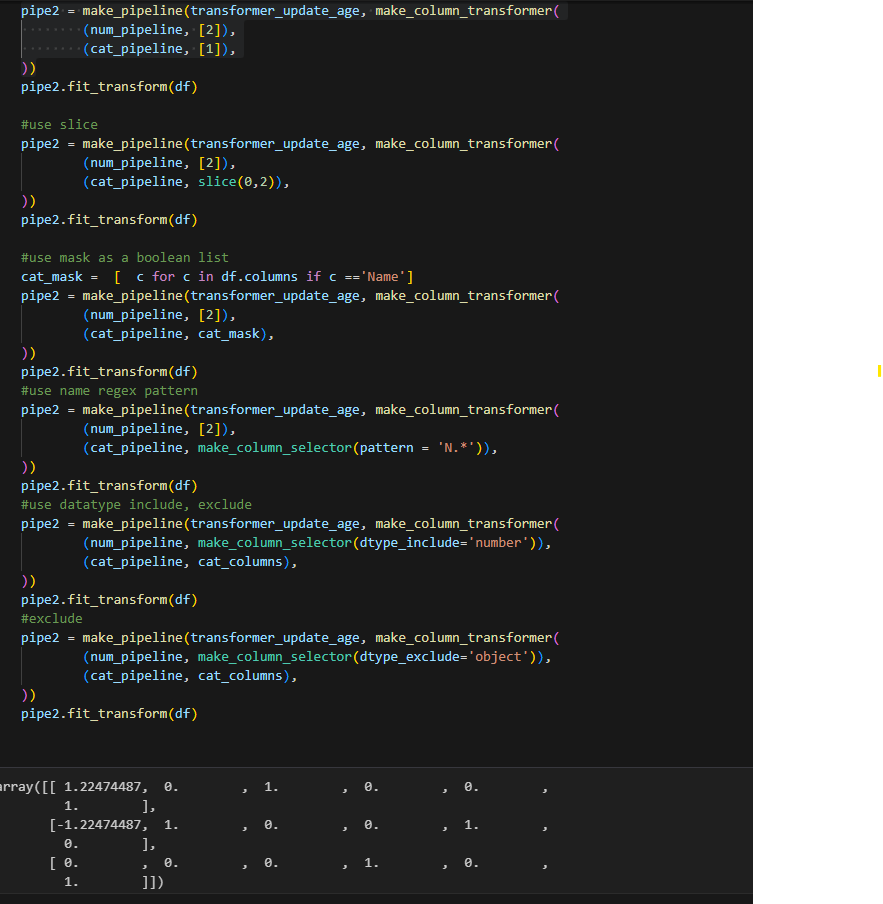 pipe2 = make_pipeline(transformer_update_age, make_column_transformer(
(num_pipeline, [2]),
(cat_pipeline, [1]),
))
pipe2.fit_transform(df)
#use slice
pipe2 = make_pipeline(transformer_update_age, make_column_transformer(
(num_pipeline, [2]),
(cat_pipeline, slice(0,2)),
))
pipe2.fit_transform(df)
#use mask as a boolean list
cat_mask =  [  c for c in df.columns if c =='Name']
pipe2 = make_pipeline(transformer_update_age, make_column_transformer(
(num_pipeline, [2]),
(cat_pipeline, cat_mask),
))
pipe2.fit_transform(df)
#use name regex pattern
pipe2 = make_pipeline(transformer_update_age, make_column_transformer(
(num_pipeline, [2]),
(cat_pipeline, make_column_selector(pattern = 'N.*')),
))
pipe2.fit_transform(df)
#use datatype include, exclude
pipe2 = make_pipeline(transformer_update_age, make_column_transformer(
(num_pipeline, make_column_selector(dtype_include='number')),
(cat_pipeline, cat_columns),
))
pipe2.fit_transform(df)
#exclude
pipe2 = make_pipeline(transformer_update_age, make_column_transformer(
(num_pipeline, make_column_selector(dtype_exclude='object')),
(cat_pipeline, cat_columns),
))
pipe2.fit_transform(df)
array([[ 1.22474487,  0.        ,  1.        ,  0.        ,  0.        ,
1.        ],
[-1.22474487,  1.        ,  0.        ,  0.        ,  1.        ,
0.        ],
[ 0.        ,  0.        ,  0.        ,  1.        ,  0.        ,
1.        ]])